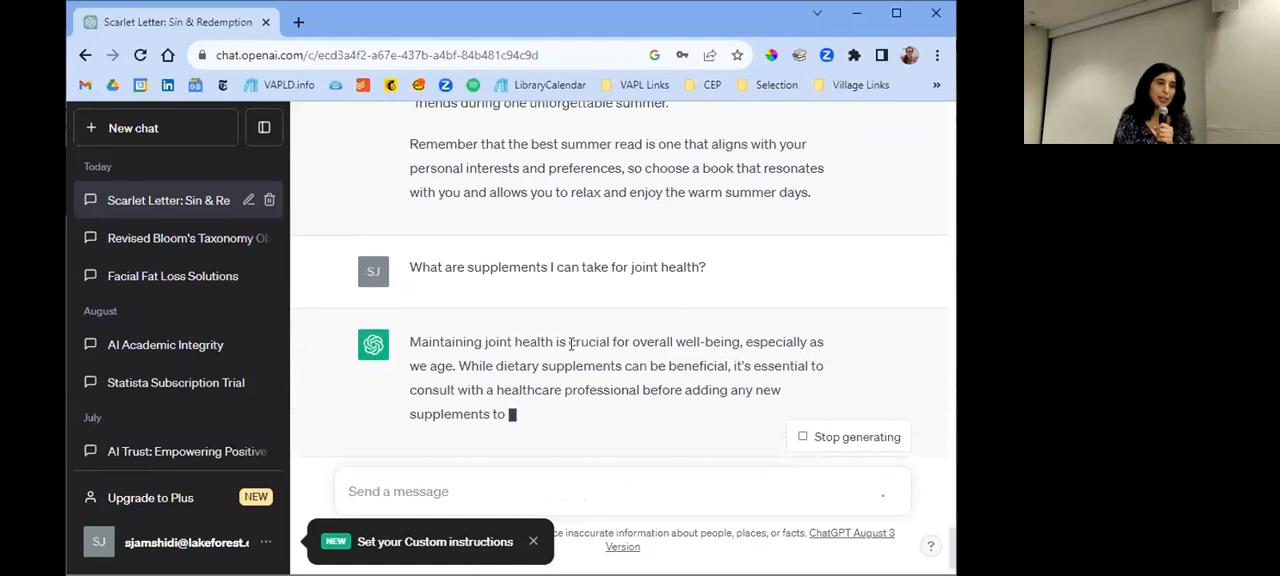 Scarlet Letter: Sin & Redemption
chat.openai.com/c/ecd3a4f2-a67e-437b-a4bf-84b481c94c9d
VAPLD.info
LibraryCalendar
VAPL Links
CEP
Selection
Village Links
New chat
Today
Scarlet Letter: Sin & Re
Revised Bloom's Taxonomy Ob
Facial Fat Loss Solutions
August
AI Academic Integrity
Statista Subscription Trial
July
AI Trust: Empowering Positive
Upgrade to Plus NEW
SJ sjamshidi@lakeforest.e ...
friends during one unforgettable summer.
Remember that the best summer read is one that aligns with your
personal interests and preferences, so choose a book that resonates
with you and allows you to relax and enjoy the warm summer days.
SJ What are supplements I can take for joint health?
Maintaining joint health is crucial for overall well-being, especially as
we age. While dietary supplements can be beneficial, it's essential to
consult with a healthcare professional before adding any new
supplements to
Stop generating
Send a message
NEW Set your Custom instructions
ce inaccurate information about people, places, or facts. ChatGPT August 3
Version
?